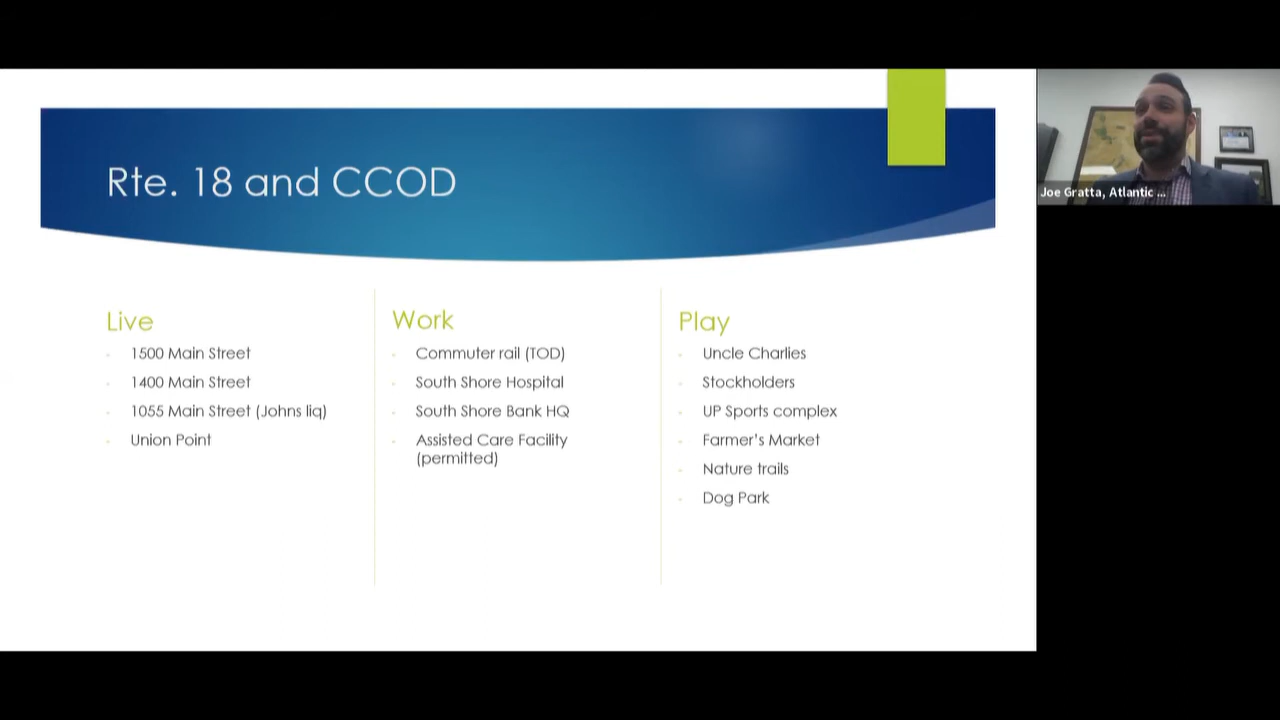 Rte. 18 and CCOD
Live
- 1500 Main Street
- 1400 Main Street
- 1055 Main Street (Johns liq)
- Union Point
Work
- Commuter rail (TOD)
- South Shore Hospital
- South Shore Bank HQ
- Assisted Care Facility
(permitted)
Play
- Uncle Charlies
- Stockholders
- UP Sports complex
- Farmer's Market
- Nature trails
- Dog Park
Joe Gratta, Atlantic ...